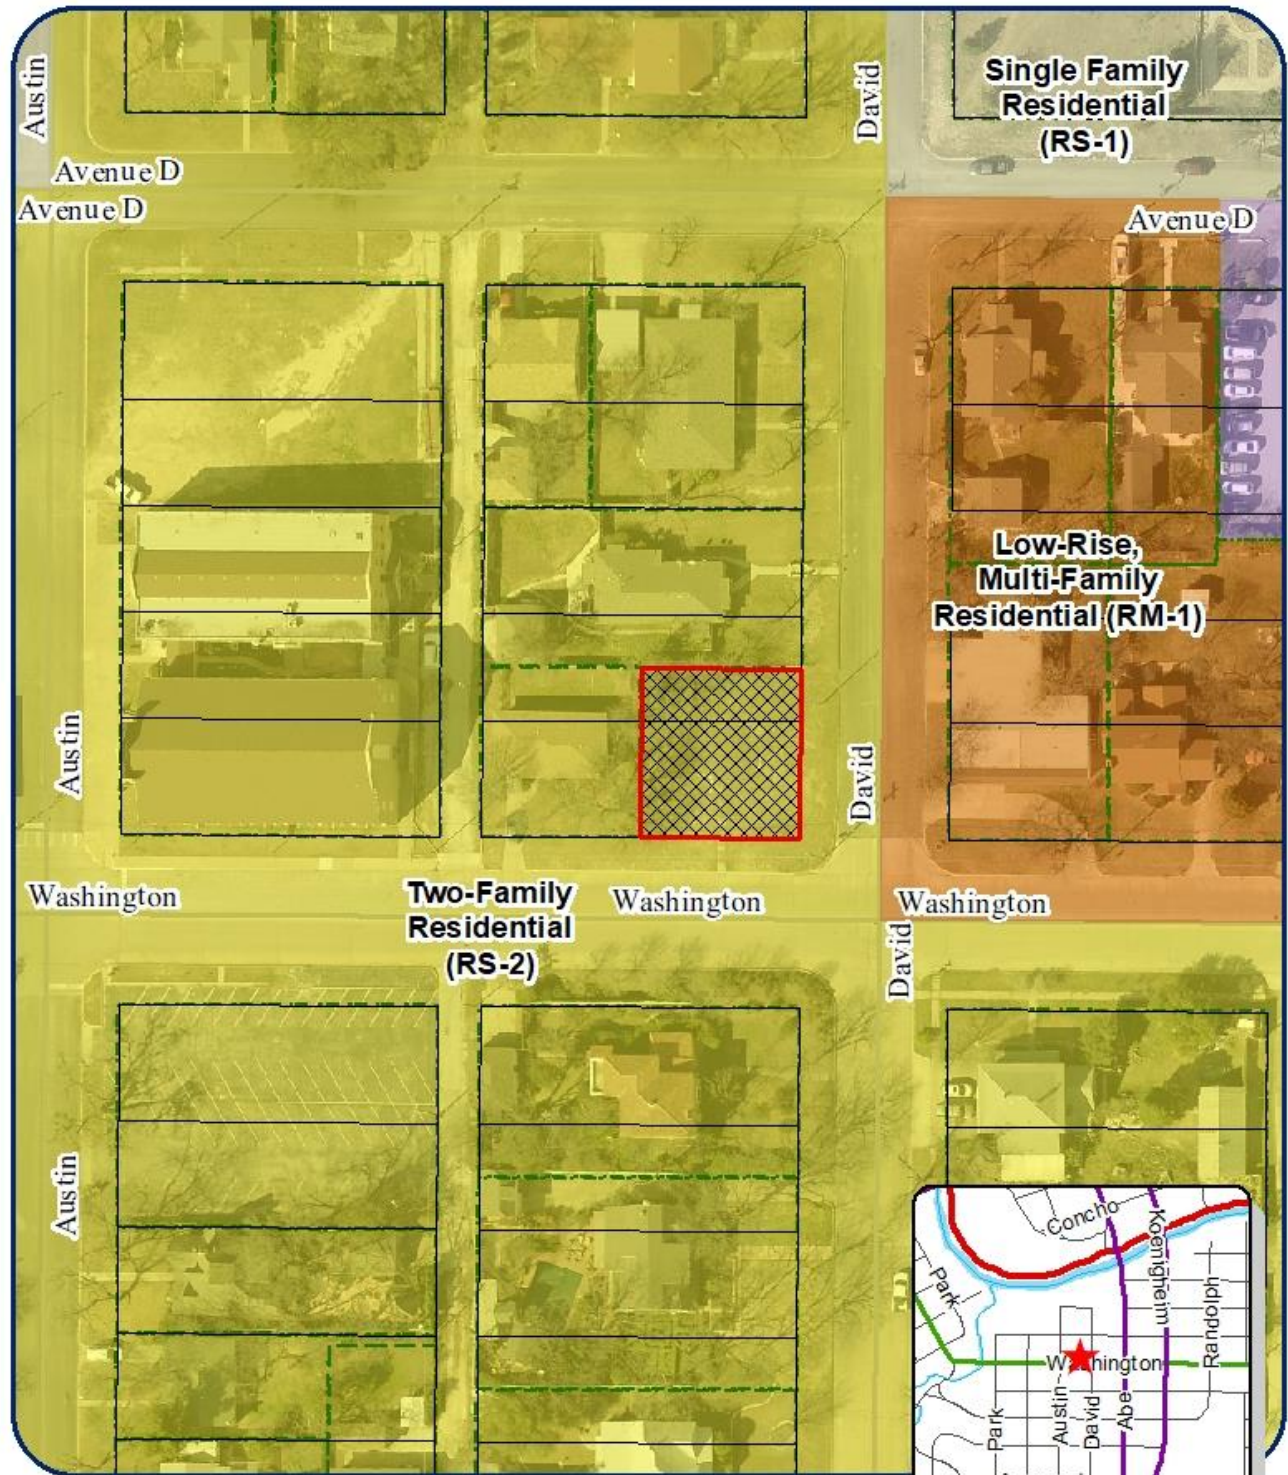 Austin
David
Single Family
Residential
(RS-1)
Avenue D
Avenue D
Avenue D
Low-Rise,
Multi-Family
Residential (RM-1)
Austin
David
Washington
Two-Family
Residential
(RS-2)
Washington
Washington
David
Austin
Concho
Koenigheim
Park
Randolph
Washington
Park
Austin
David
Abe